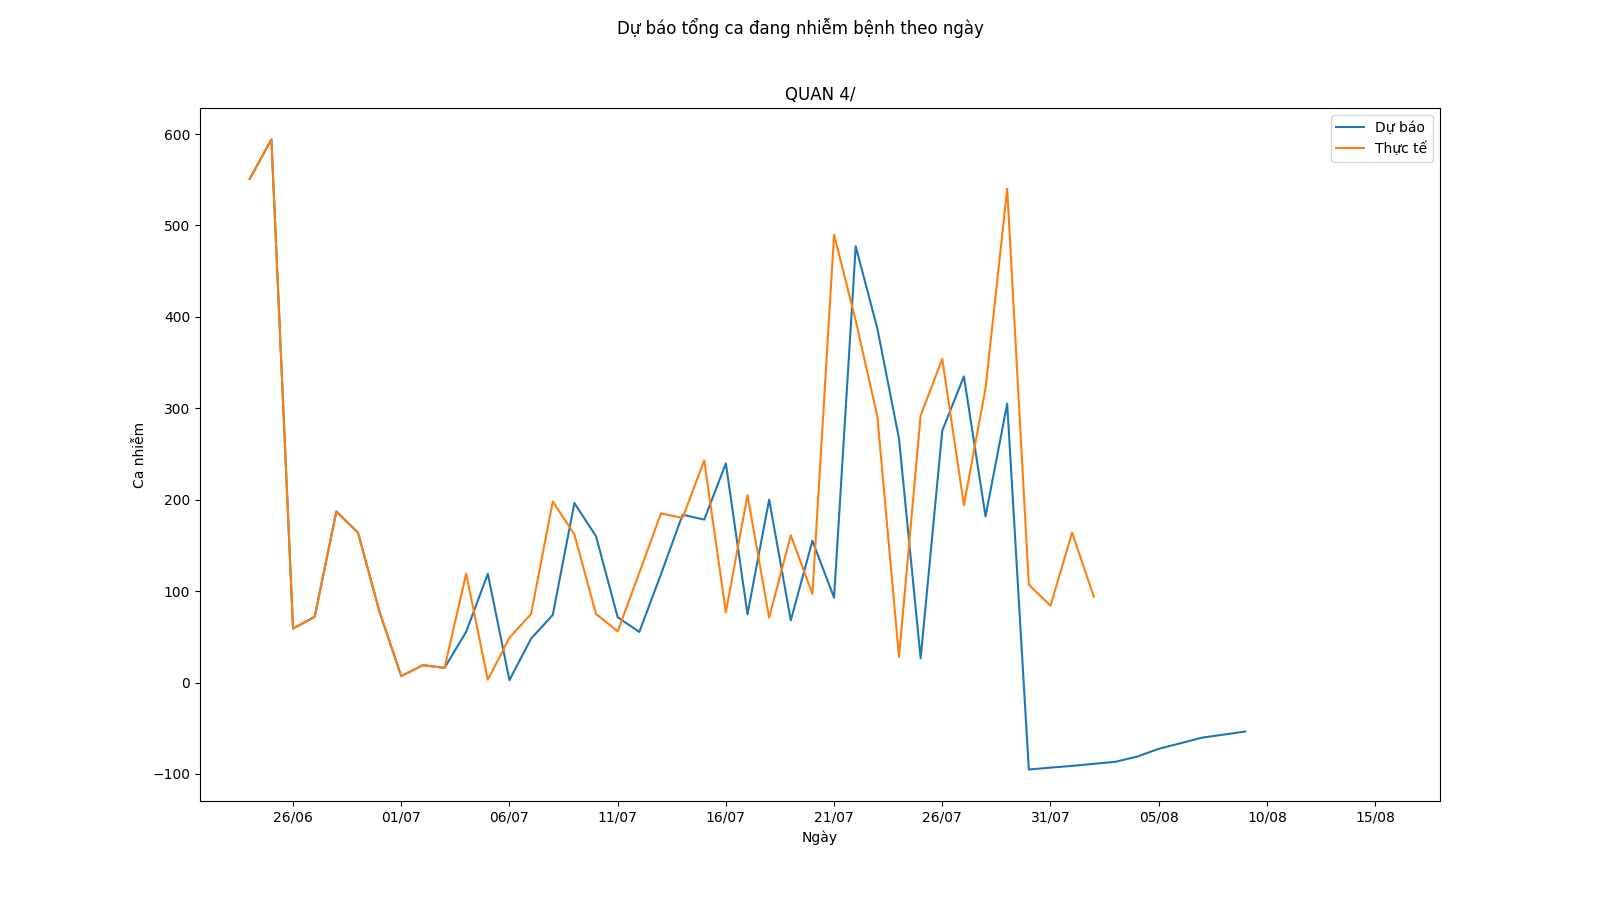 Dự báo tổng ca đang nhiễm bệnh theo ngày
QUAN 4/
Dự báo
Thực tế
600
500
400
300
200
100
0
−100
Ca nhiễm
26/06 01/07 06/07 11/07 16/07 21/07 26/07 31/07 05/08 10/08 15/08
Ngày